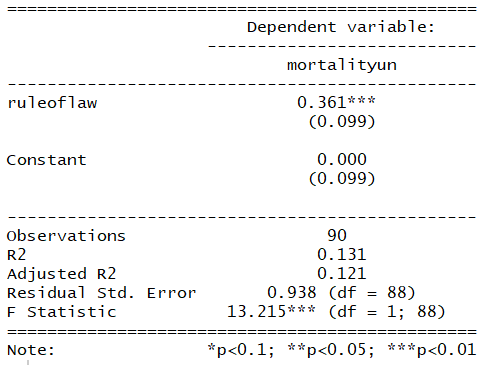 ===============================================
Dependent variable:
---------------------------
mortalityun
-----------------------------------------------
ruleoflaw 0.361***
(0.099)
Constant 0.000
(0.099)
-----------------------------------------------
Observations 90
R2 0.131
Adjusted R2 0.121
Residual Std. Error 0.938 (df = 88)
F Statistic 13.215*** (df = 1; 88)
===============================================
Note: *p<0.1; **p<0.05; ***p<0.01